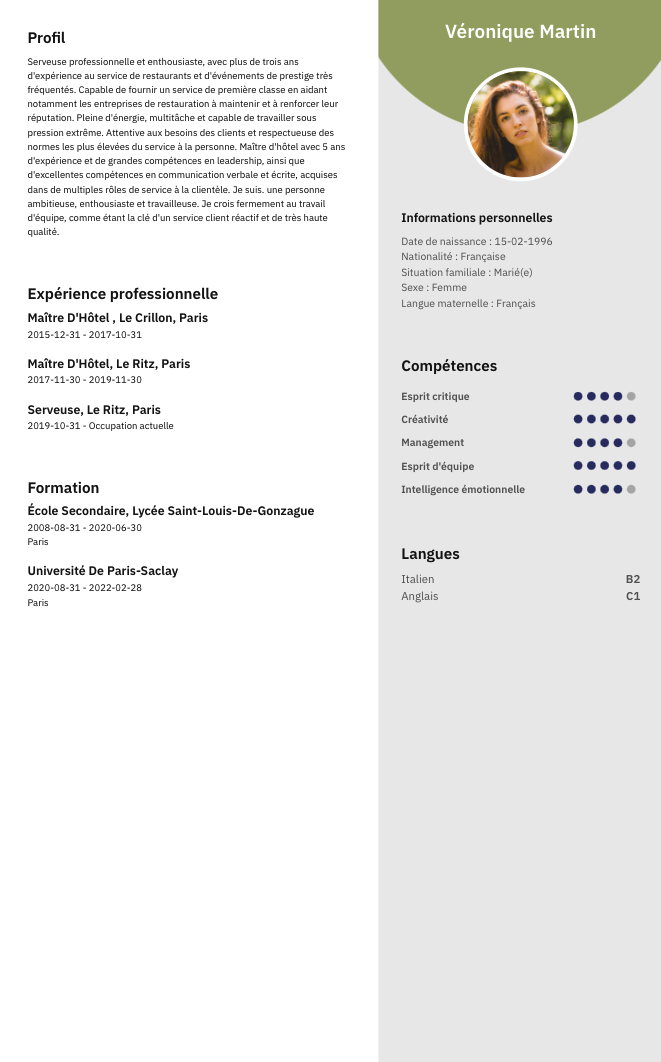 Profil
Serveuse professionnelle et enthousiaste, avec plus de trois ans
d'expérience au service de restaurants et d'événements de prestige très
fréquentés. Capable de fournir un service de première classe en aidant
notamment les entreprises de restauration à maintenir et à renforcer leur
réputation. Pleine d'énergie, multitâche et capable de travailler sous
pression extrême. Attentive aux besoins des clients et respectueuse des
normes les plus élevées du service à la personne. Maître d'hôtel avec 5 ans
d'expérience et de grandes compétences en leadership, ainsi que
d'excellentes compétences en communication verbale et écrite, acquises
dans de multiples rôles de service à la clientèle. Je suis. une personne
ambitieuse, enthousiaste et travailleuse. Je crois fermement au travail
d'équipe, comme étant la clé d'un service client réactif et de très haute
qualité.
Expérience professionnelle
Maître D'Hôtel , Le Crillon, Paris
2015-12-31 - 2017-10-31
Maître D'Hôtel, Le Ritz, Paris
2017-11-30 - 2019-11-30
Serveuse, Le Ritz, Paris
2019-10-31 - Occupation actuelle
Formation
École Secondaire, Lycée Saint-Louis-De-Gonzague
2008-08-31 - 2020-06-30
Paris
Université De Paris-Saclay
2020-08-31 - 2022-02-28
Paris
Véronique Martin
Informations personnelles
Date de naissance : 15-02-1996
Nationalité : Française
Situation familiale : Marié(e)
Sexe : Femme
Langue maternelle : Français
Compétences
Esprit critique
Créativité
Management
Esprit d'équipe
Intelligence émotionnelle
Langues
Italien B2
Anglais C1